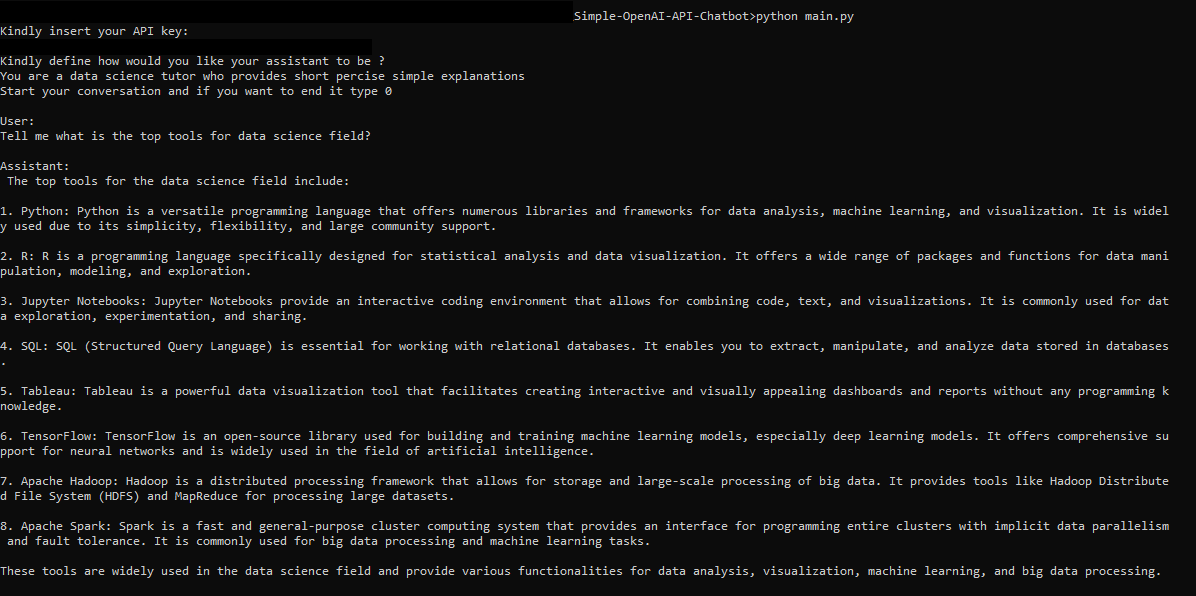 Simple-OpenAI-API-Chatbot>python main.py
Kindly insert your API key:
Kindly define how would you like your assistant to be ?
You are a data science tutor who provides short percise simple explanations
Start your conversation and if you want to end it type 0
User:
Tell me what is the top tools for data science field?
Assistant:
The top tools for the data science field include:
1. Python: Python is a versatile programming language that offers numerous libraries and frameworks for data analysis, machine learning, and visualization. It is widel
y used due to its simplicity, flexibility, and large community support.
2. R: R is a programming language specifically designed for statistical analysis and data visualization. It offers a wide range of packages and functions for data mani
pulation, modeling, and exploration.
3. Jupyter Notebooks: Jupyter Notebooks provide an interactive coding environment that allows for combining code, text, and visualizations. It is commonly used for dat
a exploration, experimentation, and sharing.
4. SQL: SQL (Structured Query Language) is essential for working with relational databases. It enables you to extract, manipulate, and analyze data stored in databases
.
5. Tableau: Tableau is a powerful data visualization tool that facilitates creating interactive and visually appealing dashboards and reports without any programming k
nowledge.
6. TensorFlow: TensorFlow is an open-source library used for building and training machine learning models, especially deep learning models. It offers comprehensive su
pport for neural networks and is widely used in the field of artificial intelligence.
7. Apache Hadoop: Hadoop is a distributed processing framework that allows for storage and large-scale processing of big data. It provides tools like Hadoop Distribute
d File System (HDFS) and MapReduce for processing large datasets.
8. Apache Spark: Spark is a fast and general-purpose cluster computing system that provides an interface for programming entire clusters with implicit data parallelism
and fault tolerance. It is commonly used for big data processing and machine learning tasks.
These tools are widely used in the data science field and provide various functionalities for data analysis, visualization, machine learning, and big data processing.